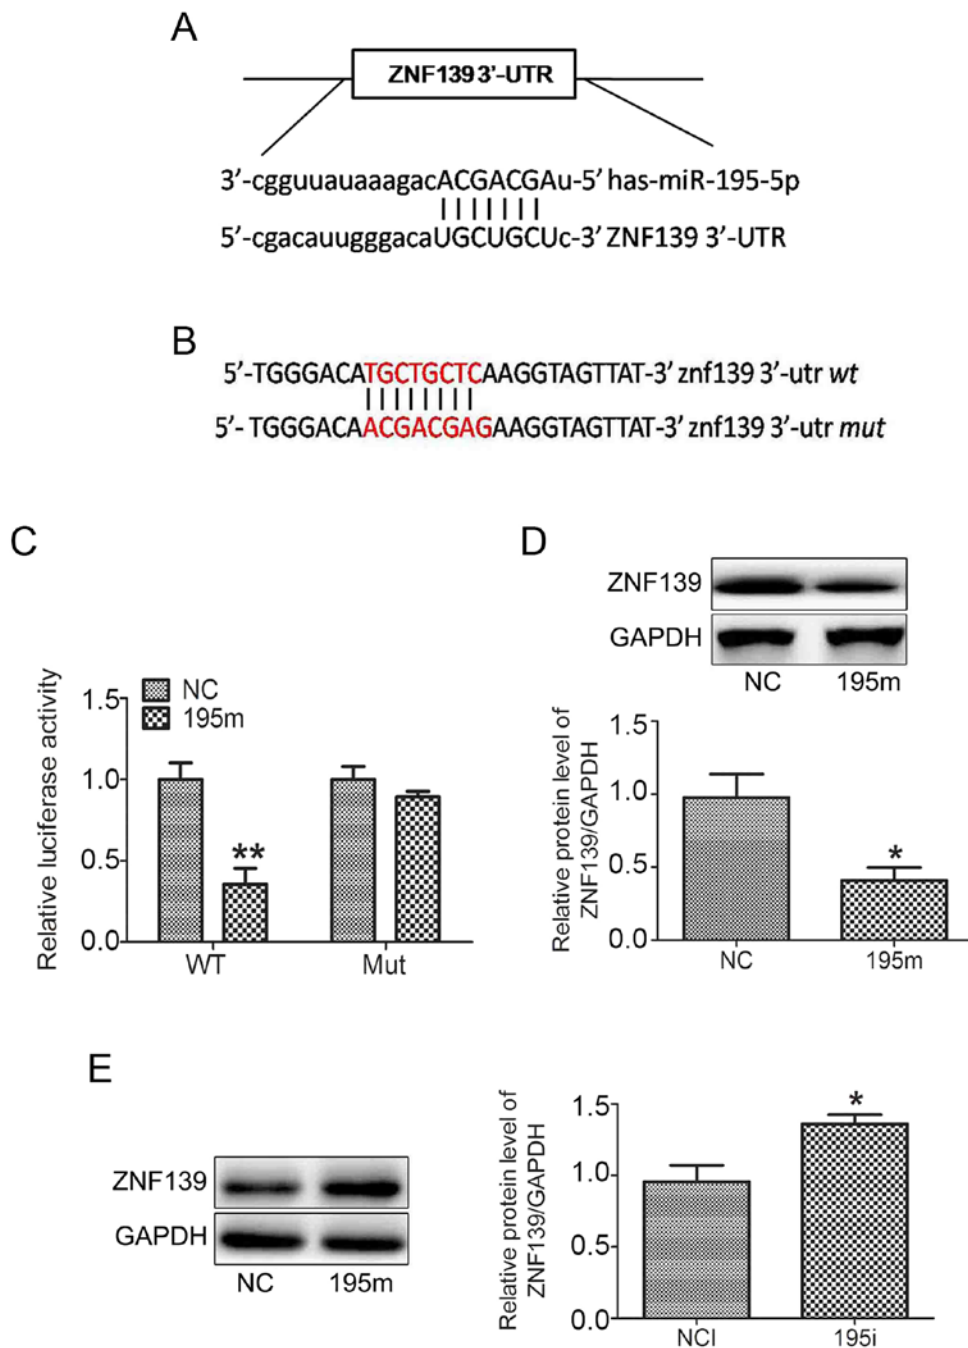 A
ZNF139 3'-UTR
3'-cgguuauaaagacACGACGAu-5' has-miR-195-5p
5'-cgacauugggacaUGCUGCUc-3' ZNF139 3'-UTR
B
5'-TGGGACATGCTGCTCAAGGTAGTTAT-3' znf139 3'-utr wt
5'- TGGGACAACGACGAGAAGGTAGTTAT-3' znf139 3'-utr mut
C
Relative luciferase activity
1.5
1.0
0.5
0.0
NC
195m
**
WT
Mut
D
ZNF139
GAPDH
NC 195m
Relative protein level of
ZNF139/GAPDH
1.5
1.0
0.5
0.0
*
NC
195m
E
ZNF139
GAPDH
NC 195m
Relative protein level of
ZNF139/GAPDH
1.5
1.0
0.5
0.0
*
NCI
195i